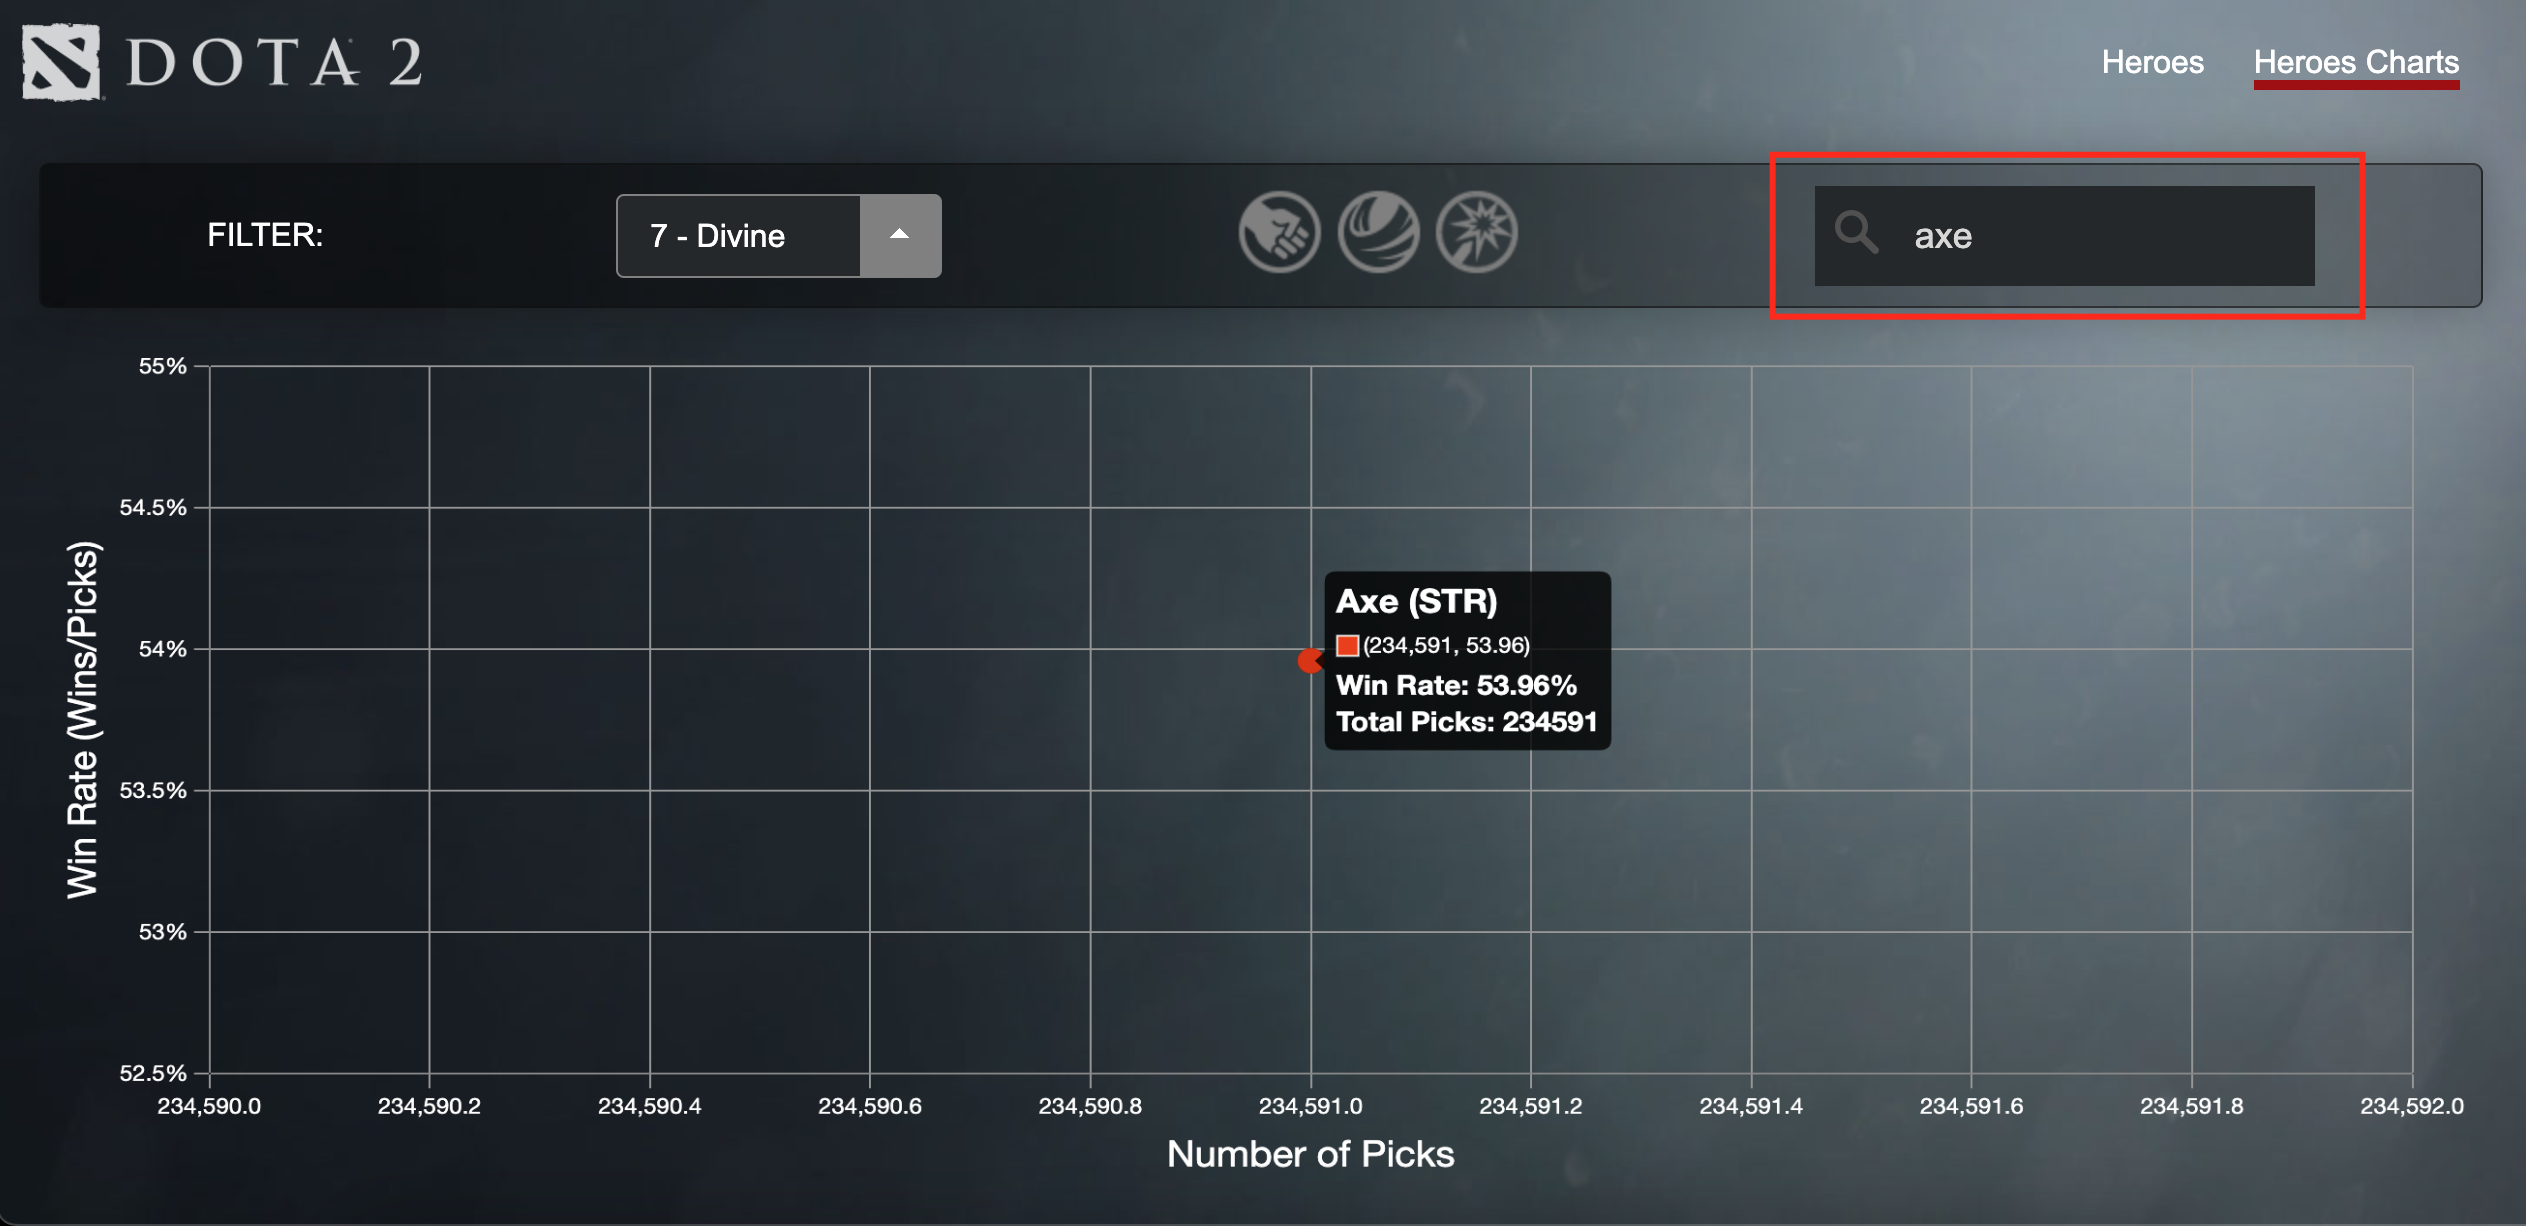 DOTA 2
Heroes
Heroes Charts
FILTER:
7 - Divine
axe
55%
54.5%
54%
53.5%
53%
52.5%
Win Rate (Wins/Picks)
Axe (STR)
(234,591, 53.96)
Win Rate: 53.96%
Total Picks: 234591
234,590.0
234,590.2
234,590.4
234,590.6
234,590.8
234,591.0
234,591.2
234,591.4
234,591.6
234,591.8
234,592.0
Number of Picks